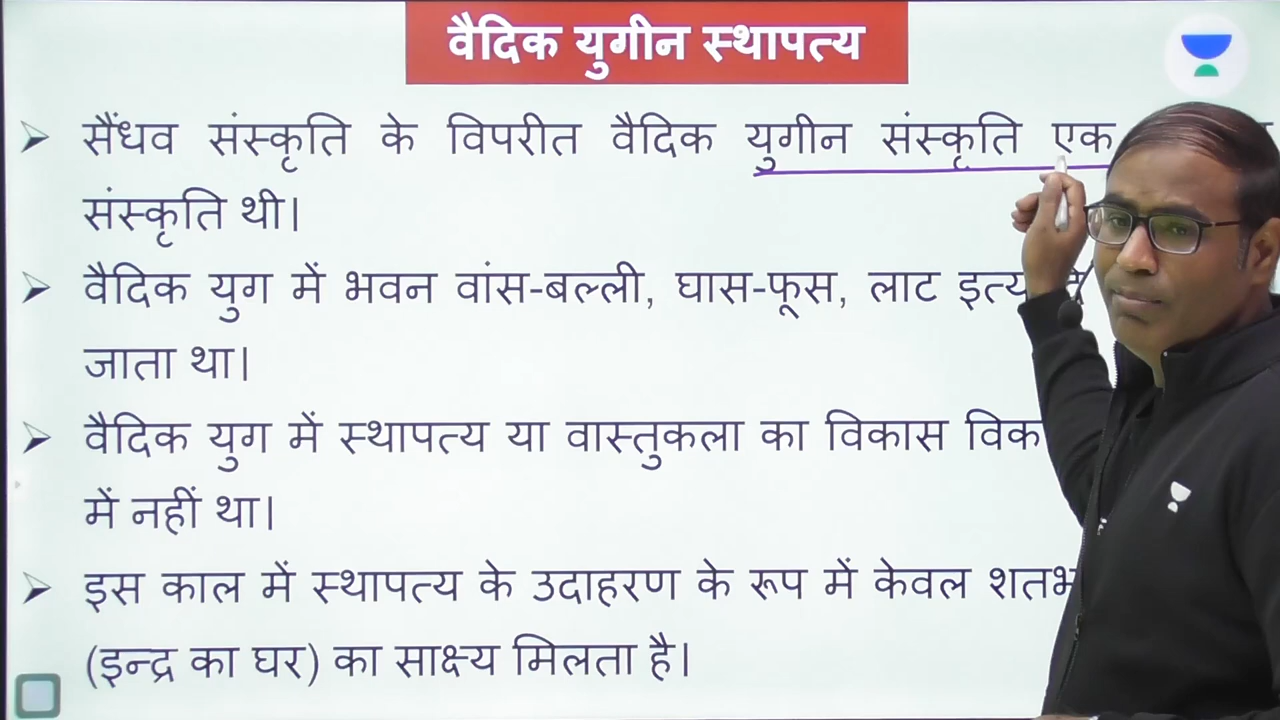 वैदिक युगीन स्थापत्य
सैंधव संस्कृति के विपरीत वैदिक युगीन संस्कृति एक
संस्कृति थी।
वैदिक युग में भवन वांस-बल्ली, घास-फूस, लाट
जाता था।
वैदिक युग में स्थापत्य या वास्तुकला का विकास
में नहीं था।
इस काल में स्थापत्य के उदाहरण के रूप में केवल
(इन्द्र का घर) का साक्ष्य मिलता है।